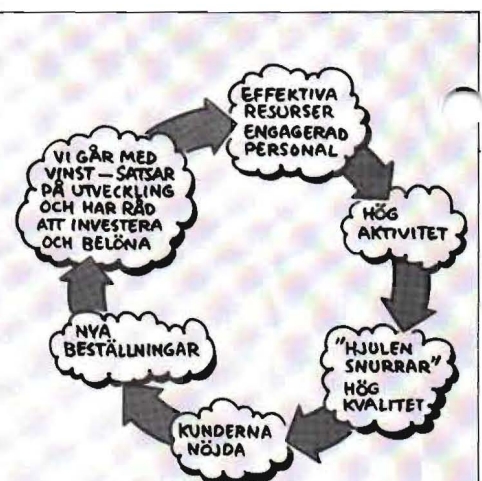 EFFEKTIVA
RESURSER
ENGAGERAD
PERSONAL
HÖG
AKTIVITET
"HJULEN
SNURRAR"
HÖG
KVALITET
KUNDERNA
NÖJDA
NYA
BESTÄLLNINGAR
VI GÅR MED
VINST – SATSAR
PÅ UTVECKLING
OCH HAR RÅD
ATT INVESTERA
OCH BELÖNA